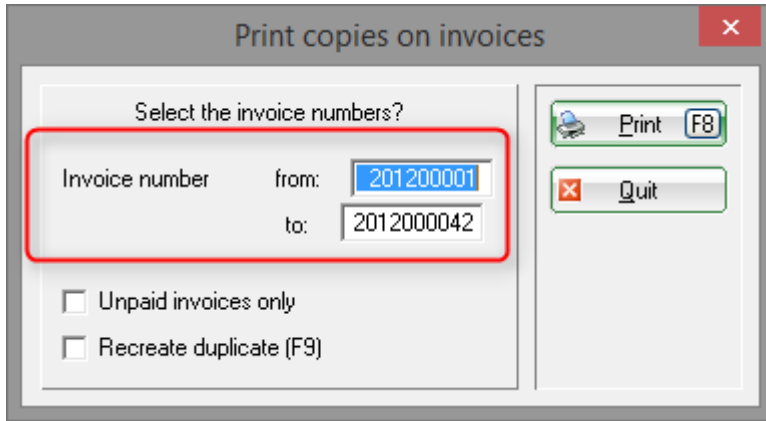 Print copies on invoices
Select the invoice numbers?
Invoice number from: 201200001
to: 2012000042
Unpaid invoices only
Recreate duplicate (F9)
Print F8
Quit